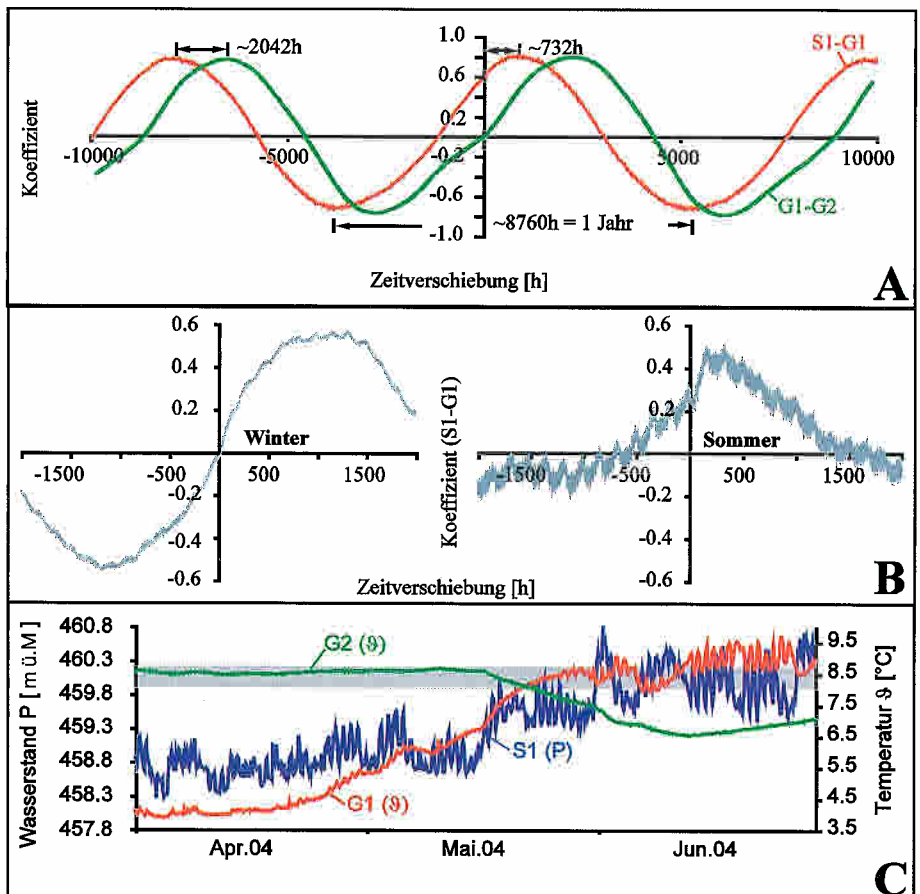 1.0
~2042h
~732h
S1-G1
0.6
Koeffizient
0.2
-10000
-5000
-0.2
5000
10000
-0.6
G1-G2
~8760h = 1 Jahr
-1.0
Zeitverschiebung [h]
A
0.6
0.6
0.4
0.4
0.2
0.2
Koeffizient (S1-G1)
Winter
Sommer
-1500
-500
500
1500
-1500
-500
500
1500
-0.2
-0.2
-0.4
-0.4
-0.6
-0.6
Zeitverschiebung [h]
B
Wasserstand P [m ü.M]
460.8
460.3
459.8
459.3
458.8
458.3
457.8
G2 (ϑ)
S1 (P)
G1 (ϑ)
9.5
8.5
7.5
6.5
5.5
4.5
3.5
Temperatur ϑ [°C]
Apr.04
Mai.04
Jun.04
C